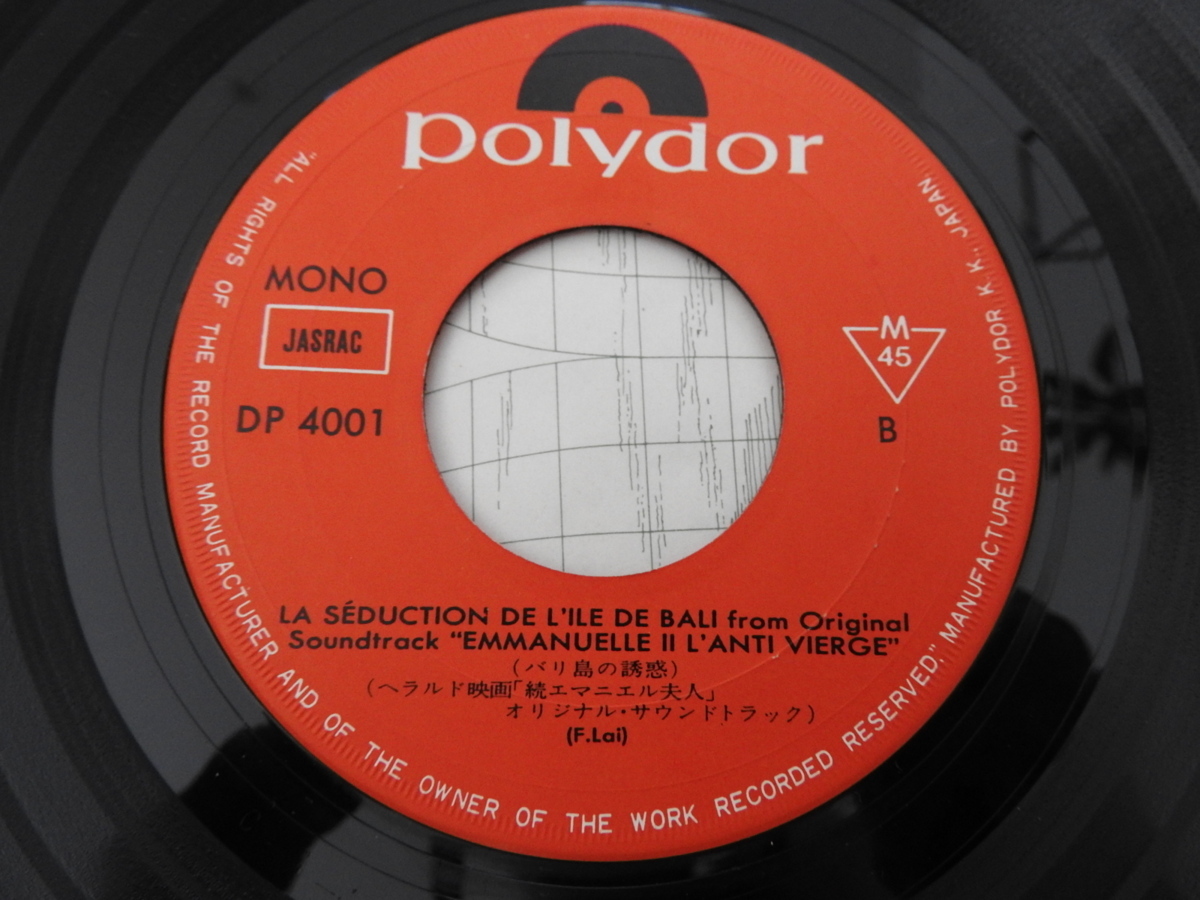 polydor
MONO
JASRAC
DP 4001
M
45
B
LA SÉDUCTION DE L'ILE DE BALI from Original
Soundtrack "EMMANUELLE II L'ANTI VIERGE"
(バリ島の誘惑)
(ヘラルド映画「続エマニエル夫人」
オリジナル・サウンドトラック)
(F.Lai)
"ALL RIGHTS OF THE RECORD MANUFACTURER AND OF THE OWNER OF THE WORK RECORDED RESERVED." MANUFACTURED BY POLYDOR K.K., JAPAN